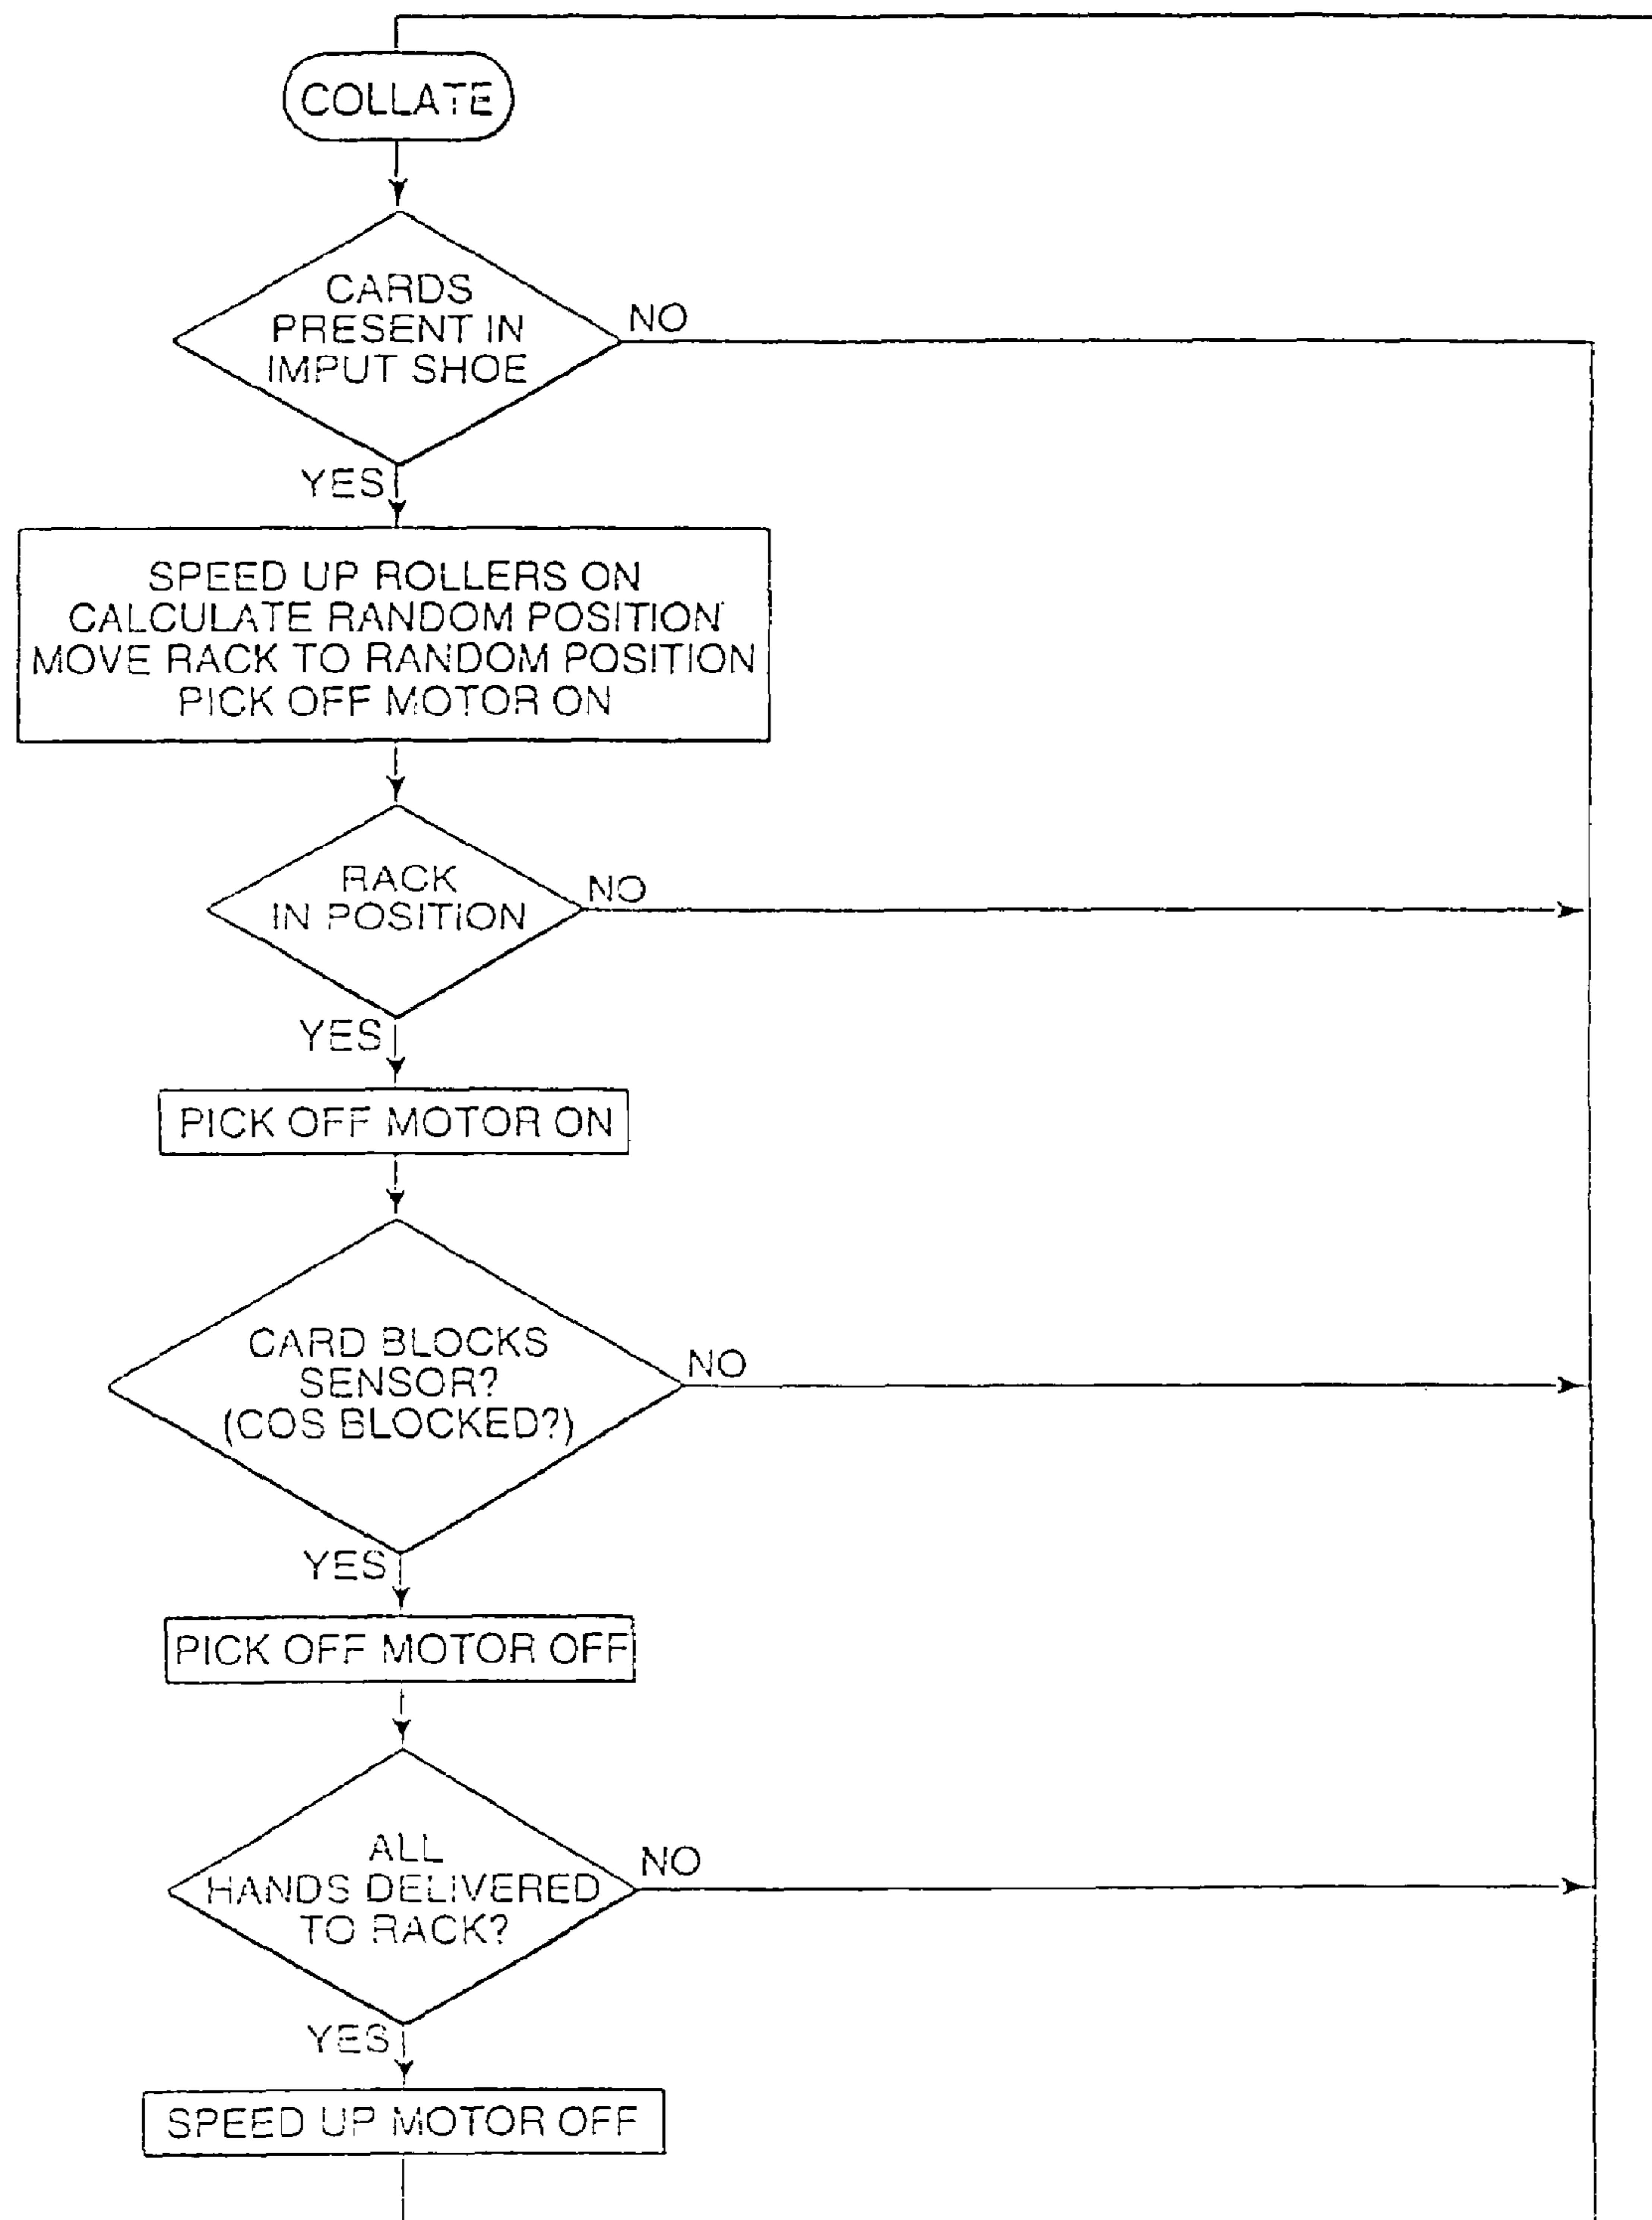 COLLATE
CARDS
PRESENT IN
IMPUT SHOE
NO
YES
SPEED UP ROLLERS ON
CALCULATE RANDOM POSITION
MOVE RACK TO RANDOM POSITION
PICK OFF MOTOR ON
RACK
IN POSITION
NO
YES
PICK OFF MOTOR ON
CARD BLOCKS
SENSOR?
(COS BLOCKED?)
NO
YES
PICK OFF MOTOR OFF
ALL
HANDS DELIVERED
TO RACK?
NO
YES
SPEED UP MOTOR OFF